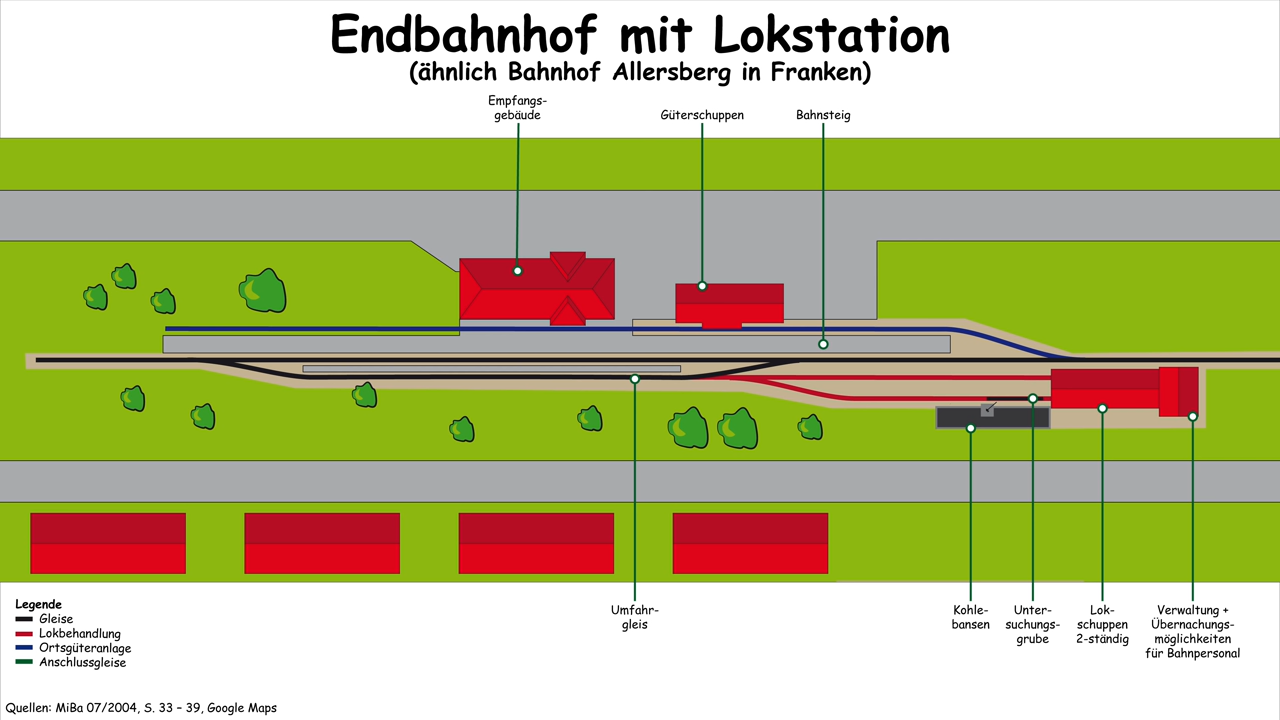 Endbahnhof mit Lokstation
(ähnlich Bahnhof Allersberg in Franken)
Empfangs-
gebäude
Güterschuppen
Bahnsteig
Umfahr-
gleis
Kohle-
bansen
Unter-
suchungs-
grube
Lok-
schuppen
2-ständig
Verwaltung +
Übernachungs-
möglichkeiten
für Bahnpersonal
Legende
Gleise
Lokbehandlung
Ortsgüteranlage
Anschlussgleise
Quellen: MiBa 07/2004, S. 33 – 39, Google Maps